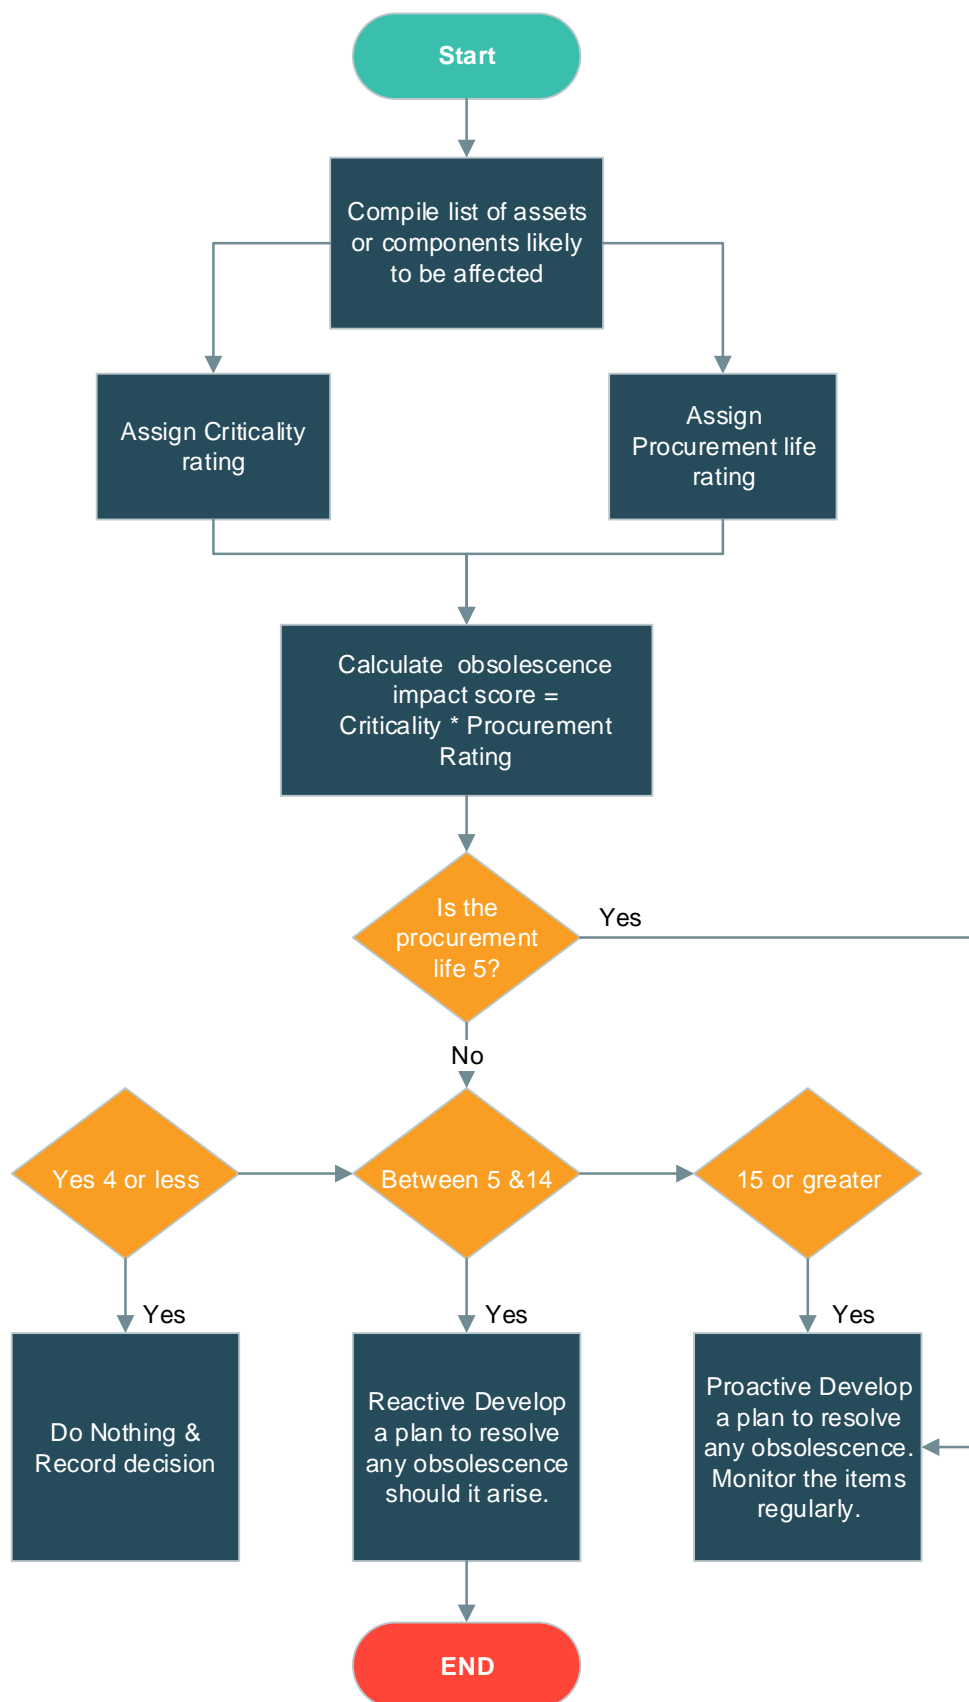 Start
Compile list of assets
or components likely
to be affected
Assign Criticality
rating
Assign
Procurement life
rating
Calculate  obsolescence
impact score =
Criticality * Procurement
Rating
Is the
procurement
life 5?
Yes
No
Yes 4 or less
Between 5 &14
15 or greater
Yes
Yes
Yes
Do Nothing &
Record decision
Reactive Develop
a plan to resolve
any obsolescence
should it arise.
Proactive Develop
a plan to resolve
any obsolescence.
Monitor the items
regularly.
END